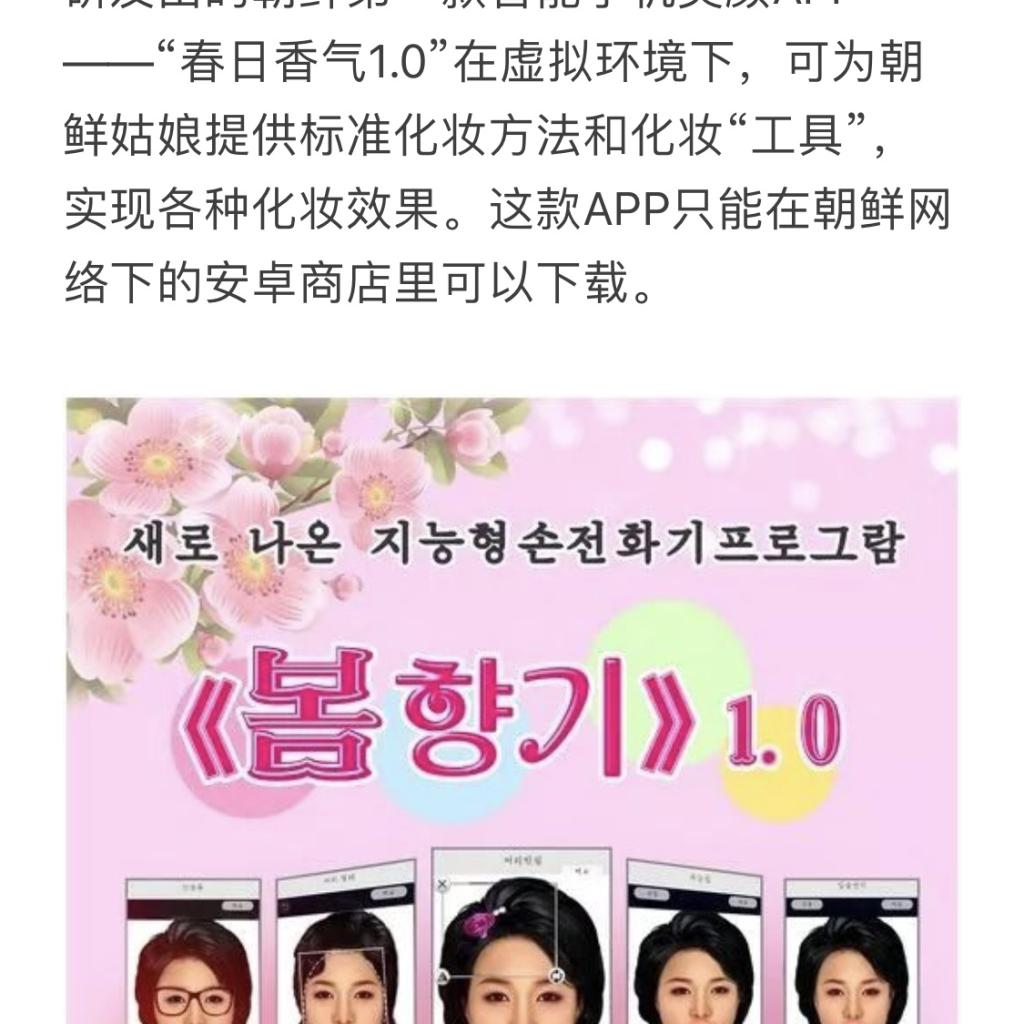 ——“春日香气1.0”在虚拟环境下，可为朝
鲜姑娘提供标准化妆方法和化妆“工具”，
实现各种化妆效果。这款APP只能在朝鲜网
络下的安卓商店里可以下载。
새로 나온 지능형손전화기프로그람
《봄향기》1.0